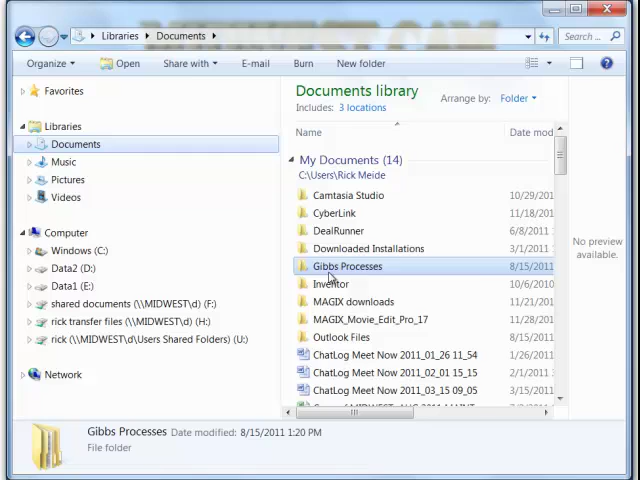 MIDWEST CAM
Libraries ▸ Documents ▸
Search ...
Organize
Open
Share with
E-mail
Burn
New folder
Favorites
Libraries
Documents
Music
Pictures
Videos
Computer
Windows (C:)
Data2 (D:)
Data1 (E:)
shared documents (\\MIDWEST\d) (F:)
rick transfer files (\\MIDWEST\d) (H:)
rick (\\MIDWEST\d\Users Shared Folders) (U:)
Network
Documents library
Includes: 3 locations
Arrange by: Folder
Name
Date mod
My Documents (14)
C:\Users\Rick Meide
Camtasia Studio 10/29/201
CyberLink 11/18/201
DealRunner 6/8/2011
Downloaded Installations 3/1/2011
Gibbs Processes 8/15/2011
Inventor 10/6/2010
MAGIX downloads 11/21/201
MAGIX_Movie_Edit_Pro_17 11/28/201
Outlook Files 8/15/2011
ChatLog Meet Now 2011_01_26 11_54 1/26/2011
ChatLog Meet Now 2011_02_01 15_15 2/1/2011
ChatLog Meet Now 2011_03_15 09_05 3/15/2011
No preview
available.
Gibbs Processes Date modified: 8/15/2011 1:20 PM
File folder